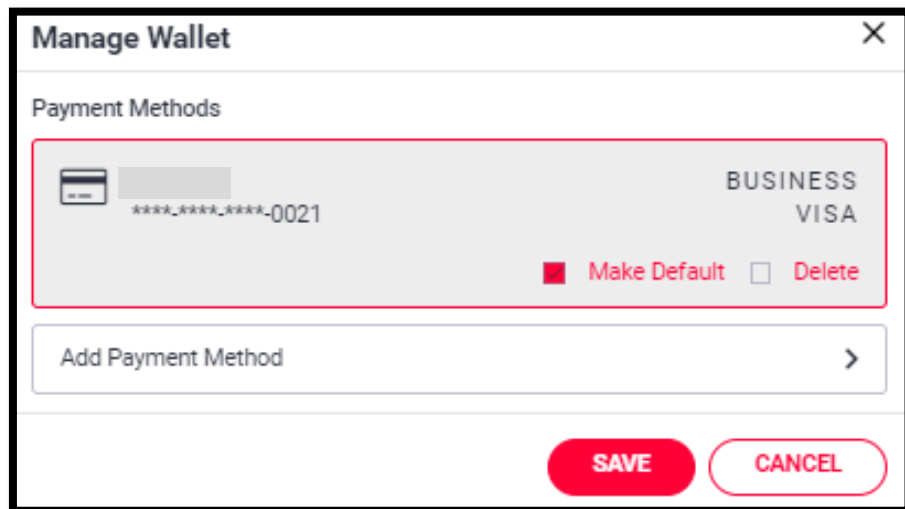 Manage Wallet
Payment Methods
BUSINESS
****-****-****-0021
VISA
Make Default
Delete
Add Payment Method
SAVE
CANCEL